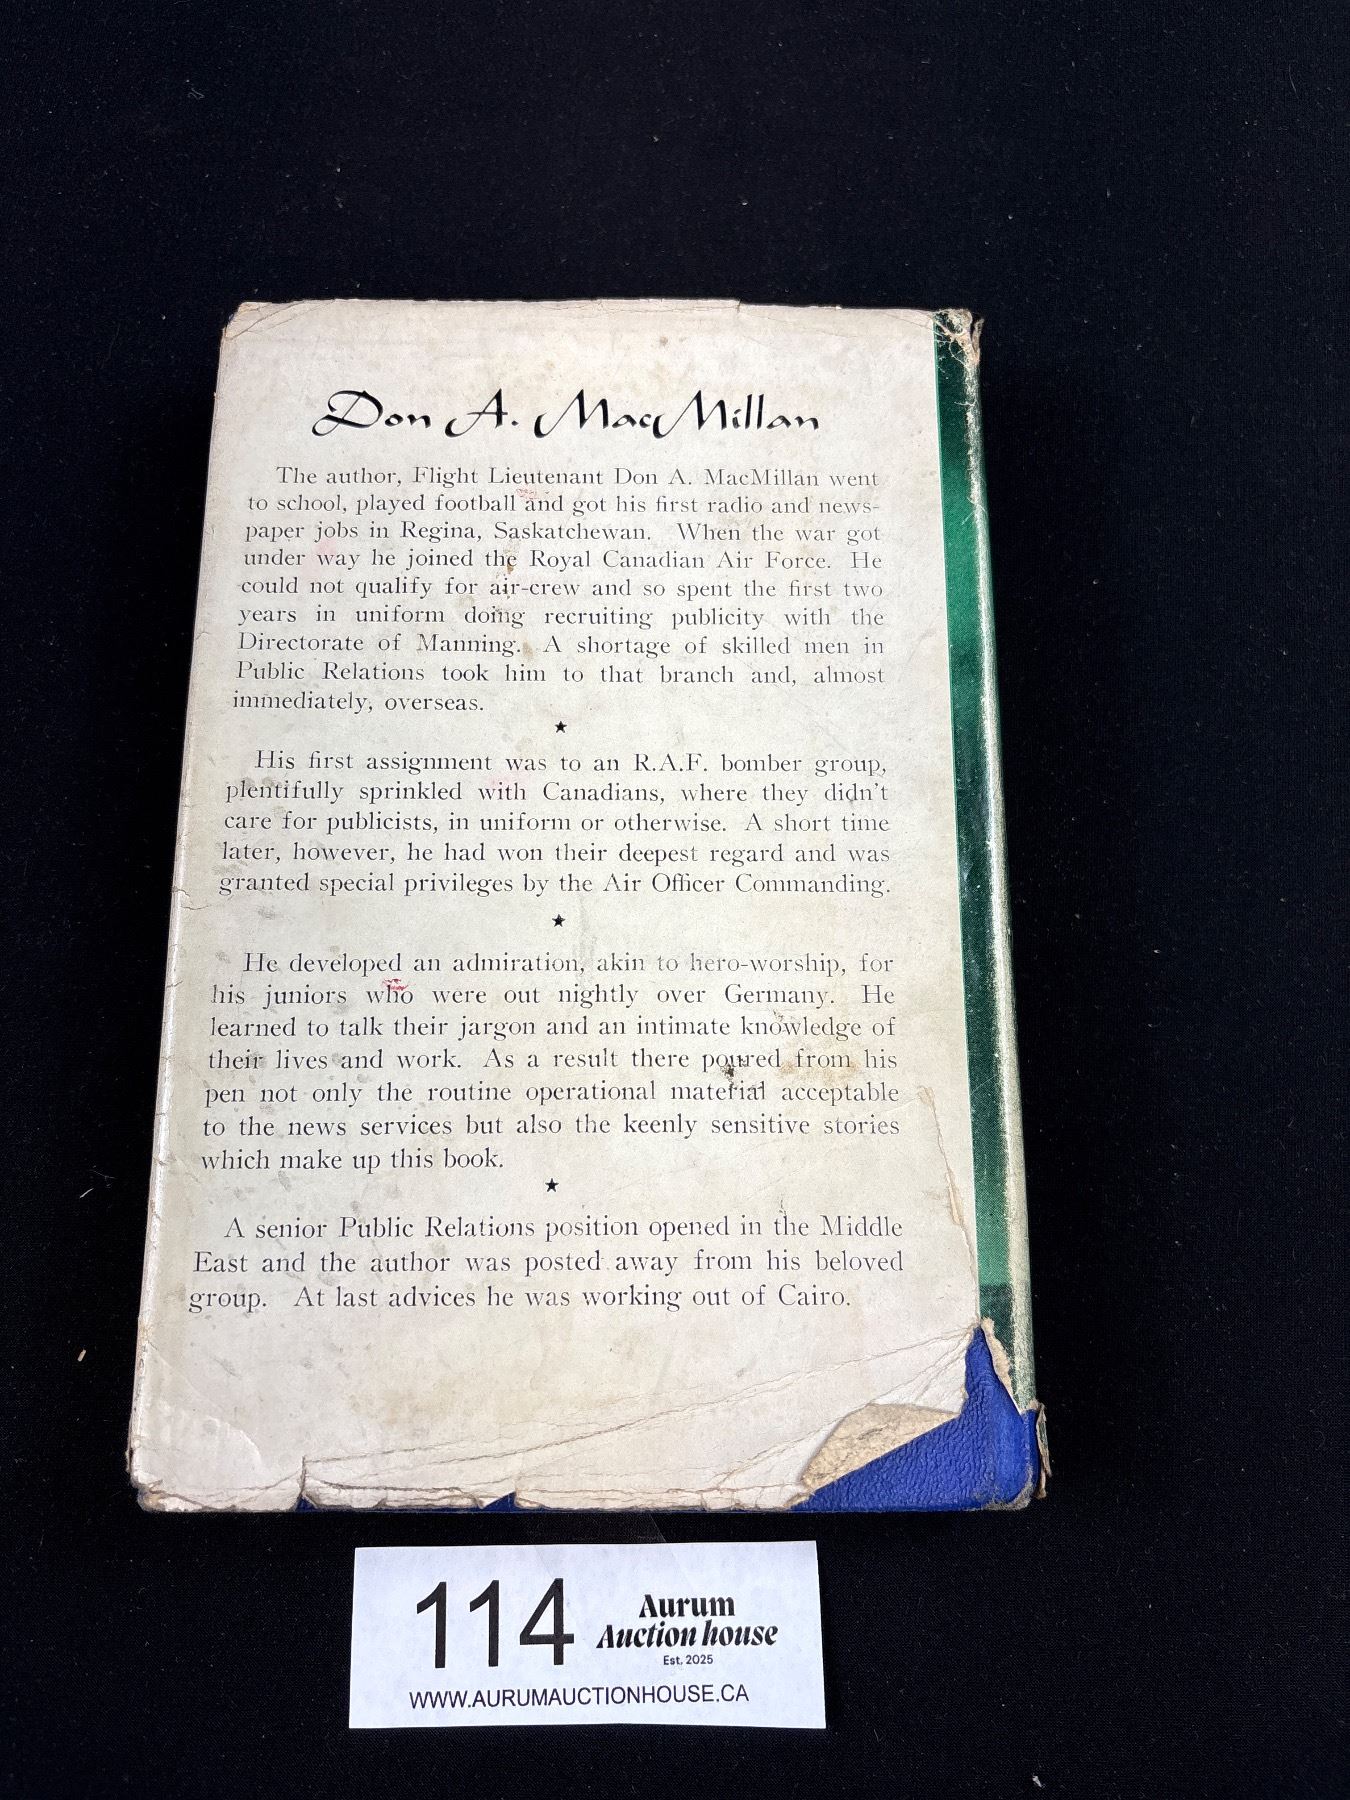 Don A. MacMillan
The author, Flight Lieutenant Don A. MacMillan went
to school, played football and got his first radio and news-
paper jobs in Regina, Saskatchewan. When the war got
under way he joined the Royal Canadian Air Force. He
could not qualify for air-crew and so spent the first two
years in uniform doing recruiting publicity with the
Directorate of Manning. A shortage of skilled men in
Public Relations took him to that branch and, almost
immediately, overseas.
★
His first assignment was to an R.A.F. bomber group,
plentifully sprinkled with Canadians, where they didn't
care for publicists, in uniform or otherwise. A short time
later, however, he had won their deepest regard and was
granted special privileges by the Air Officer Commanding.
★
He developed an admiration, akin to hero-worship, for
his juniors who were out nightly over Germany. He
learned to talk their jargon and an intimate knowledge of
their lives and work. As a result there poured from his
pen not only the routine operational material acceptable
to the news services but also the keenly sensitive stories
which make up this book.
★
A senior Public Relations position opened in the Middle
East and the author was posted away from his beloved
group. At last advices he was working out of Cairo.
114
Aurum
Auction house
Est. 2025
WWW.AURUMAUCTIONHOUSE.CA